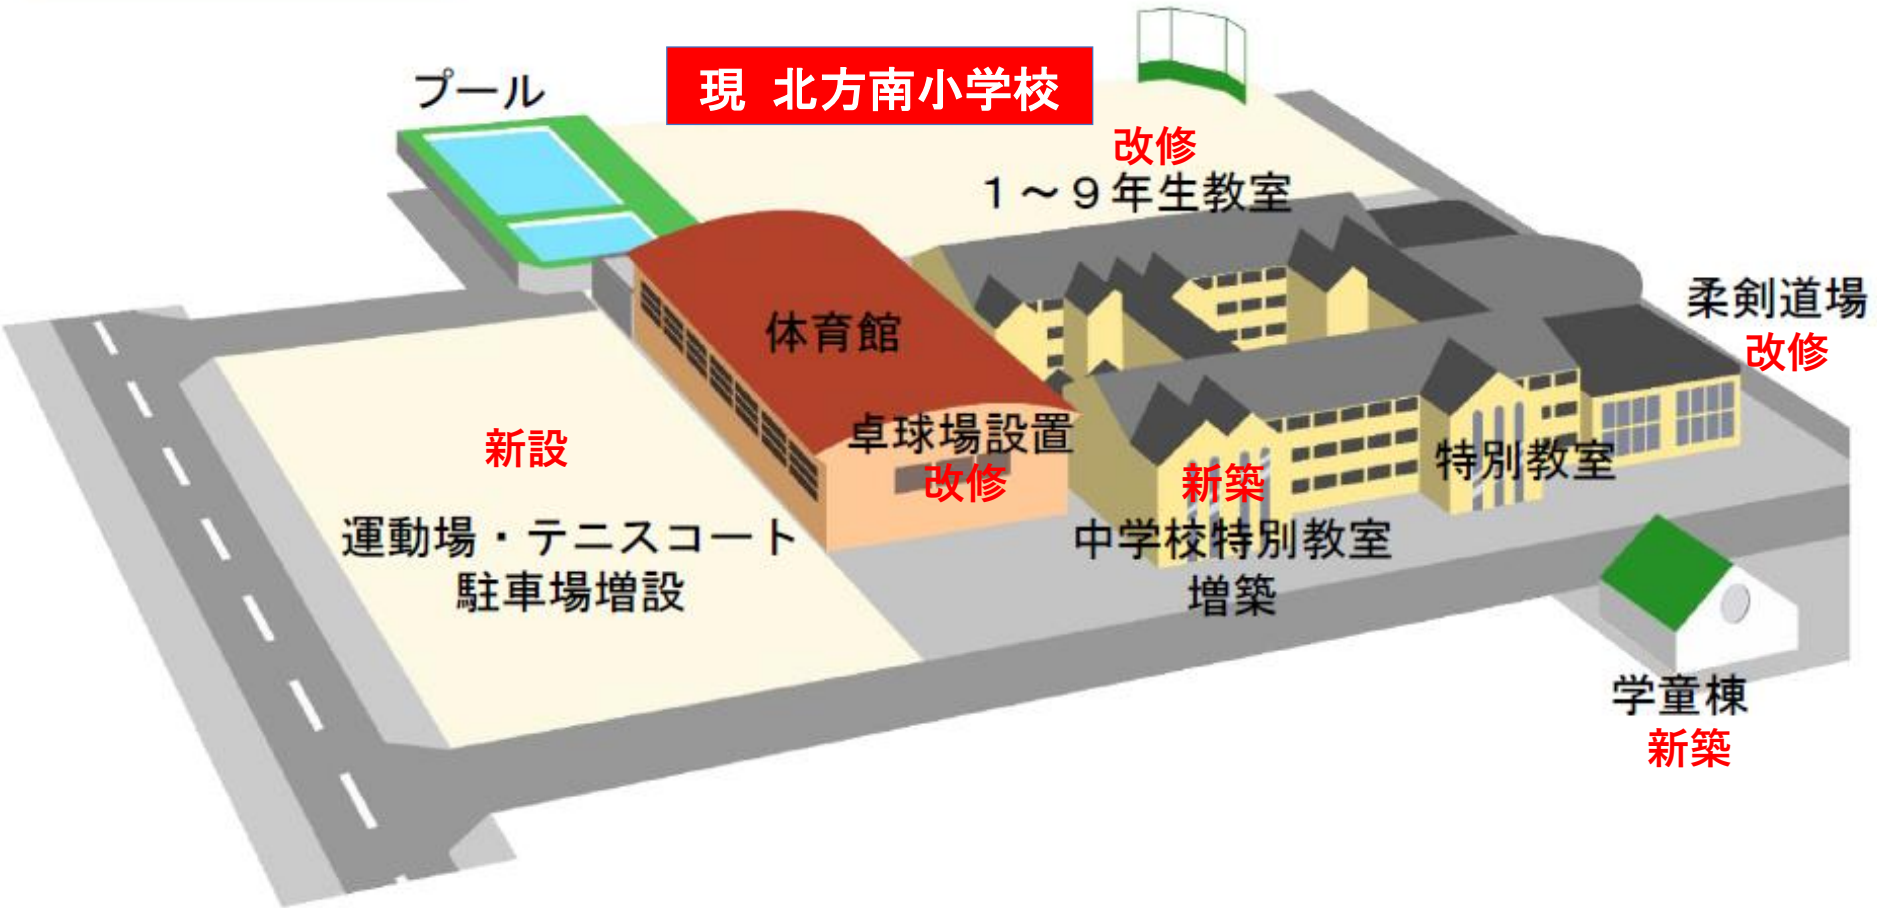 プール
現 北方南小学校
改修
１～９年生教室
柔剣道場
改修
体育館
卓球場設置
改修
新設
運動場・テニスコート
駐車場増設
新築
中学校特別教室
増築
特別教室
学童棟
新築